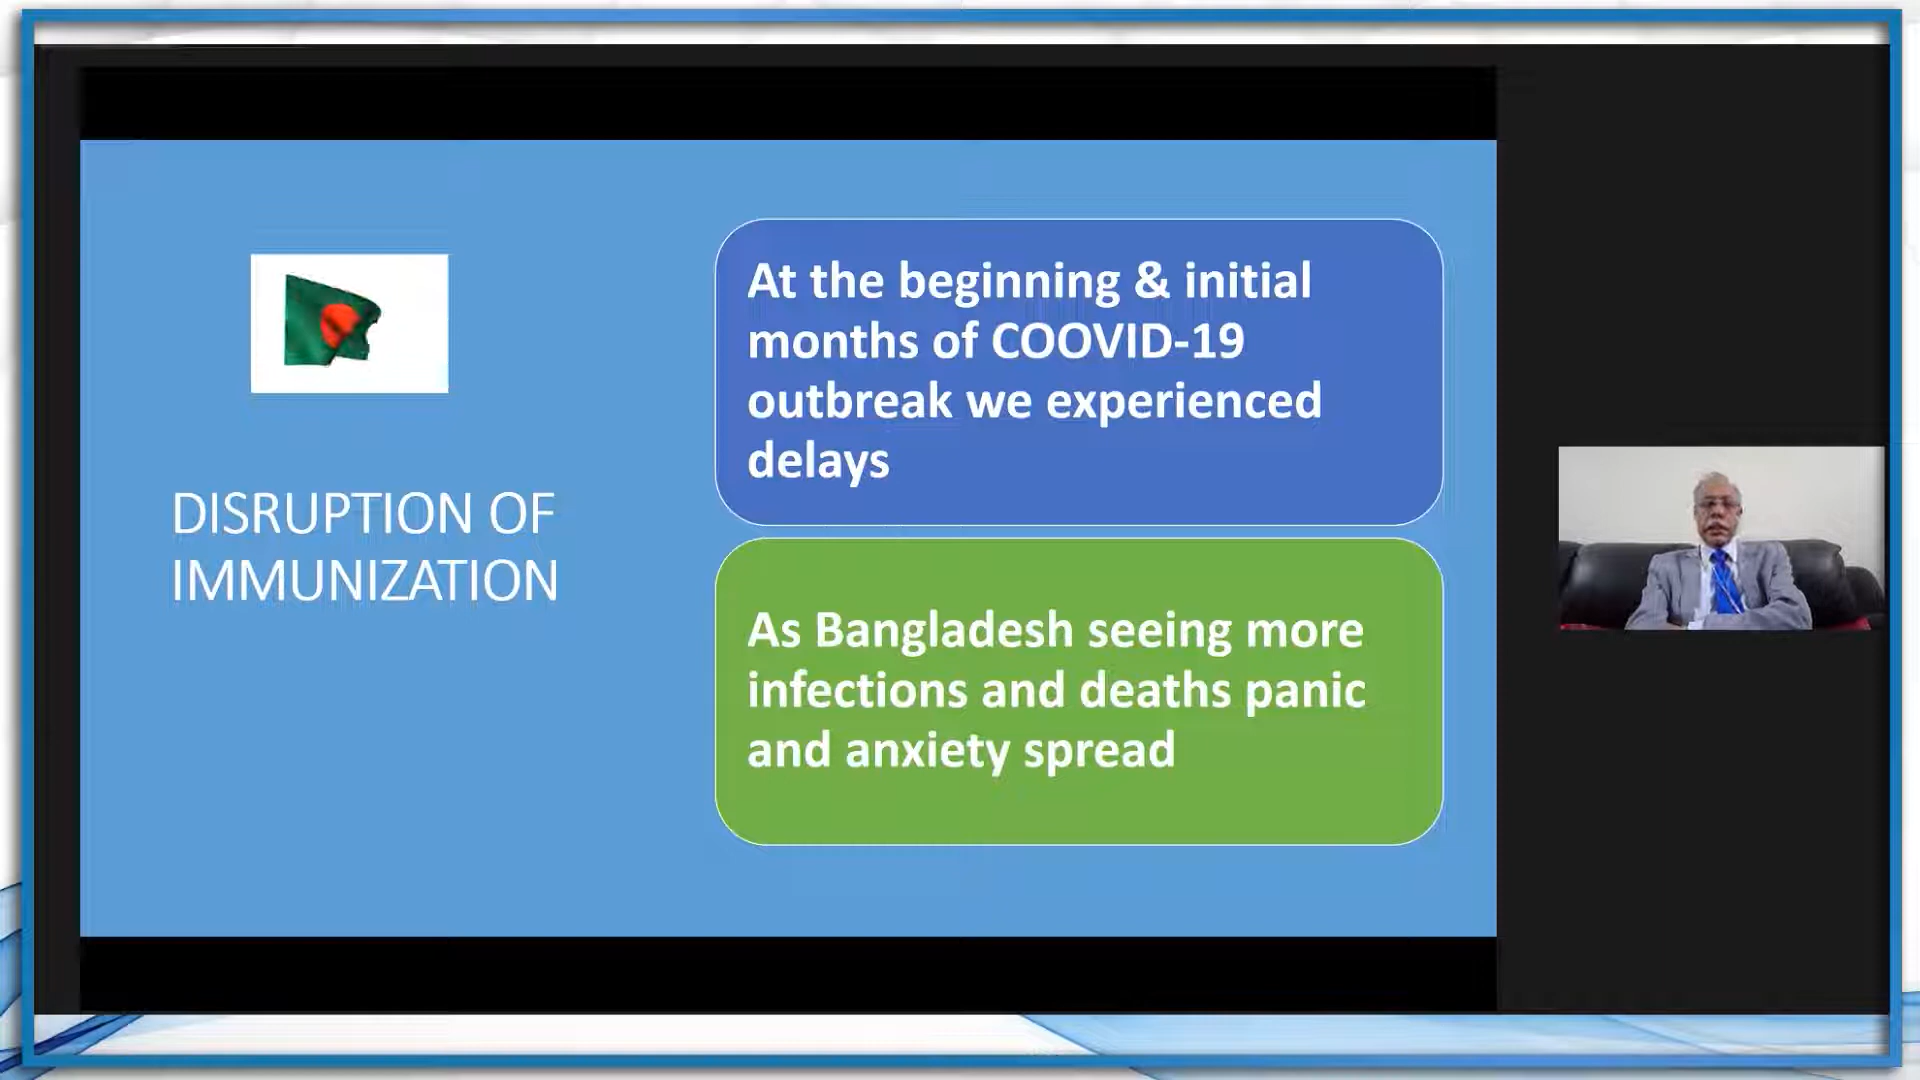 DISRUPTION OF
IMMUNIZATION
At the beginning & initial
months of COOVID-19
outbreak we experienced
delays
As Bangladesh seeing more
infections and deaths panic
and anxiety spread